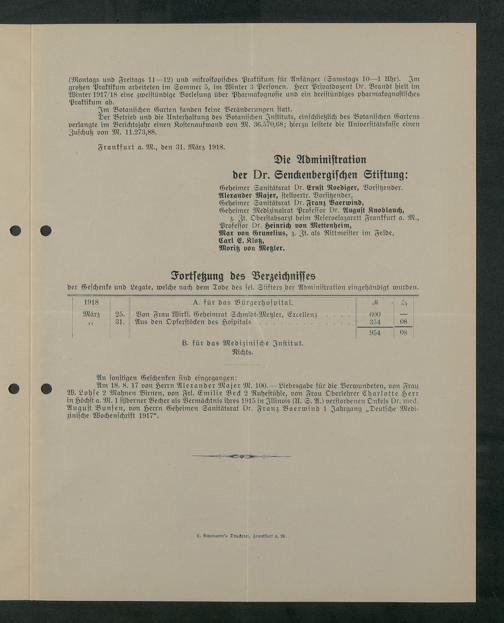 (Montags und Freitags 11—12) und mikroskopisches Praktikum für Anfänger (Samstags 10—1 Uhr). Im
großen Praktikum arbeiteten im Sommer 5, im Winter 3 Personen. Herr Privatdozent Dr. Brandt hielt im
Winter 1917/18 eine zweistündige Vorlesung über Pharmakognosie und ein dreistündiges pharmakognostisches
Praktikum ab.
Im Botanischen Garten fanden keine Veränderungen statt.
Der Betrieb und die Unterhaltung des Botanischen Instituts, einschließlich des Botanischen Gartens
verlangte im Berichtsjahre einen Kostenaufwand von M. 36.570,68; hierzu leistete die Universitätskasse einen
Zuschuß von M. 11.273,88.
Frankfurt a. M., den 31. März 1918.
Die Administration
der Dr. Senckenbergischen Stiftung:
Geheimer Sanitätsrat Dr. Ernst Roediger, Vorsitzender.
Alexander Majer, stellvertr. Vorsitzender,
Geheimer Sanitätsrat Dr. Franz Baerwind,
Geheimer Medizinalrat Professor Dr. August Knoblauch,
z. Zt. Oberstabsarzt beim Reservelazarett Frankfurt a. M.,
Professor Dr. Heinrich von Mettenheim,
Max von Grunelius, z. Zt. als Rittmeister im Felde,
Carl E. Klotz,
Moritz von Metzler.
Fortsetzung des Verzeichnisses
der Geschenke und Legate, welche nach dem Tode des sel. Stifters der Administration eingehändigt wurden.
1918 A. für das Bürgerhospital.
März 25. Von Frau Wirkl. Geheimrat Schmidt-Metzler, Exzellenz 600 —
„ 31. Aus den Opferstöcken des Hospitals 354 08
954 08
B. für das Medizinische Institut.
Nichts.
An sonstigen Geschenken sind eingegangen:
Am 18. 8. 17 von Herrn Alexander Majer M. 100.— Liebesgabe für die Verwundeten, von Frau
W. Lohse 2 Mahnen Birnen, von Frl. Emilie Beck 2 Ruhestühle, von Frau Oberlehrer Charlotte Herr
in Höchst a. M. 1 silberner Becher als Vermächtnis ihres 1915 in Illinois (U. S. A.) verstorbenen Onkels Dr. med.
August Bunsen, von Herrn Geheimen Sanitätsrat Dr. Franz Baerwind 1 Jahrgang „Deutsche Medi-
zinische Wochenschrift 1917“.
Druckerei, Frankfurt a. M.